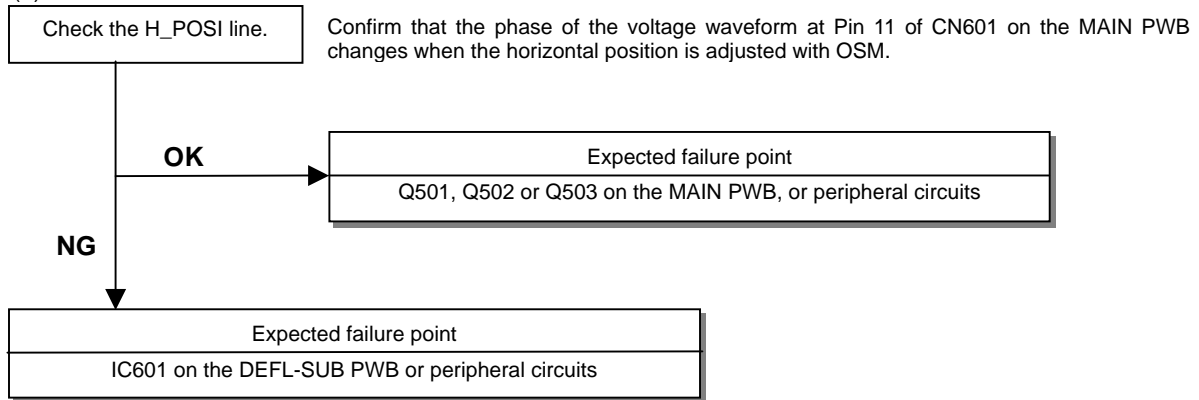 Check the H_POSI line.
Confirm that the phase of the voltage waveform at Pin 11 of CN601 on the MAIN PWB
changes when the horizontal position is adjusted with OSM.
OK
Expected failure point
Q501, Q502 or Q503 on the MAIN PWB, or peripheral circuits
NG
Expected failure point
IC601 on the DEFL-SUB PWB or peripheral circuits